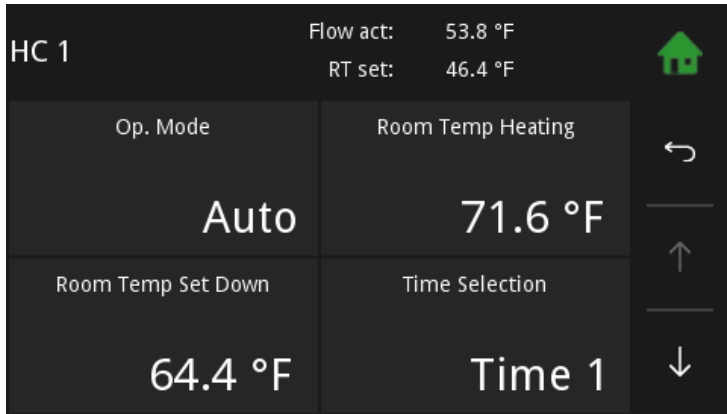 HC 1
Flow act: 53.8 °F
RT set: 46.4 °F
Op. Mode
Auto
Room Temp Heating
71.6 °F
Room Temp Set Down
64.4 °F
Time Selection
Time 1